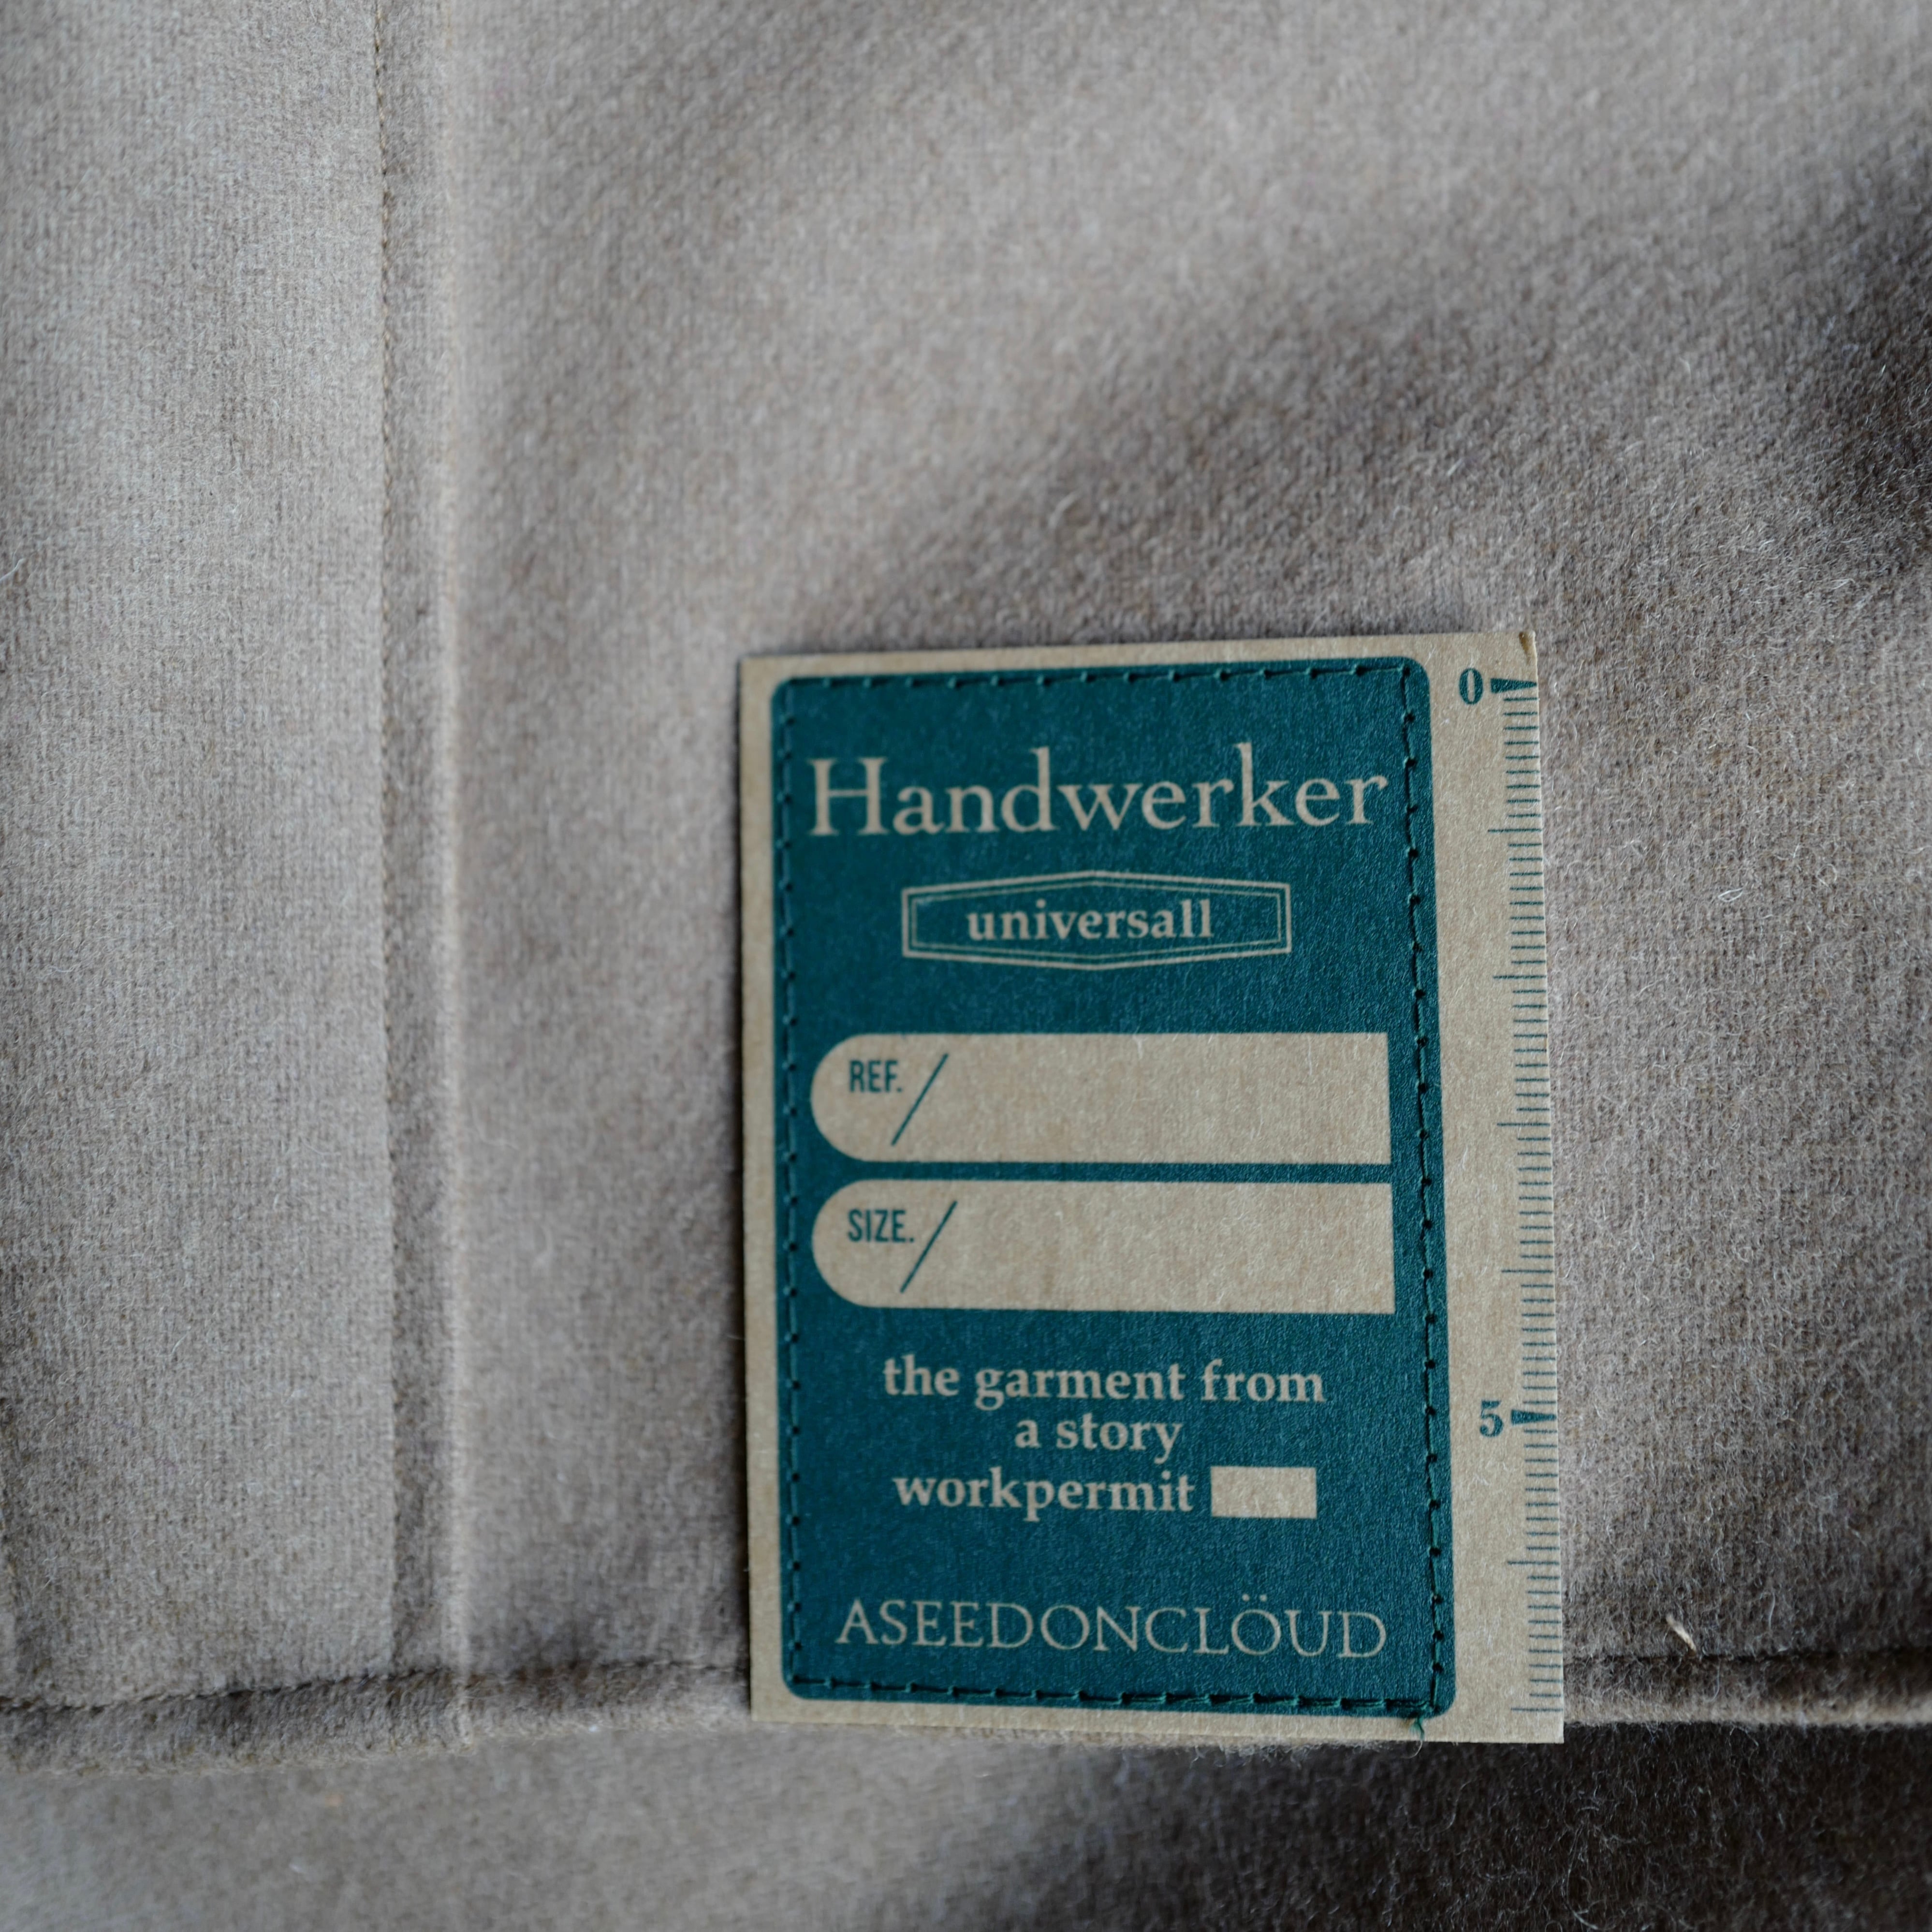 Handwerker
universall
REF./
SIZE./
the garment from
a story
workpermit
ASEEDONCLÖUD
0
5